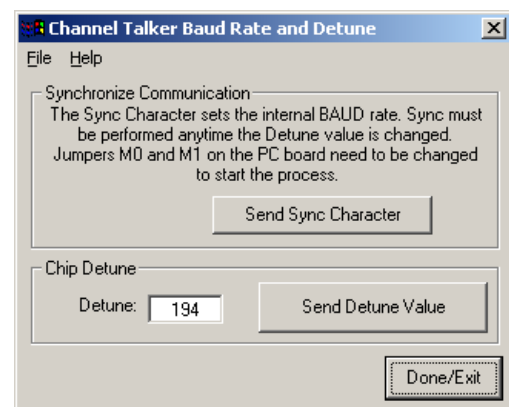 Channel Talker Baud Rate and Detune
File Help
Synchronize Communication
The Sync Character sets the internal BAUD rate. Sync must
be performed anytime the Detune value is changed.
Jumpers M0 and M1 on the PC board need to be changed
to start the process.
Send Sync Character
Chip Detune
Detune: 194 Send Detune Value
Done/Exit